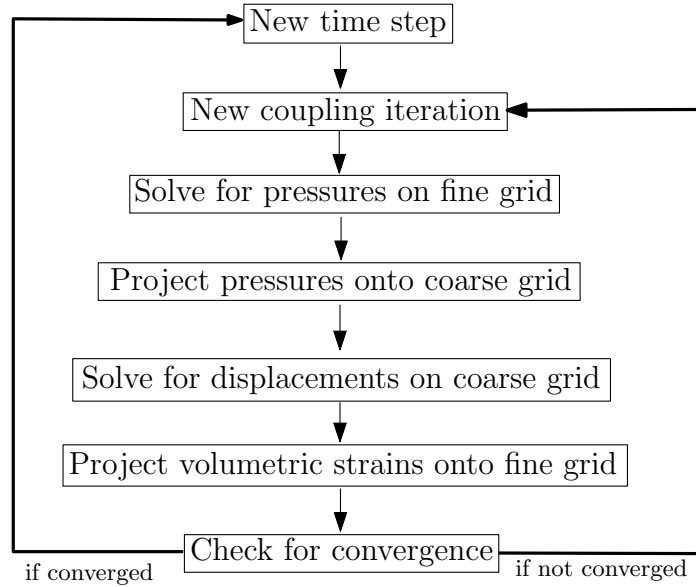 New time step
New coupling iteration
Solve for pressures on fine grid
Project pressures onto coarse grid
Solve for displacements on coarse grid
Project volumetric strains onto fine grid
Check for convergence
if converged
if not converged